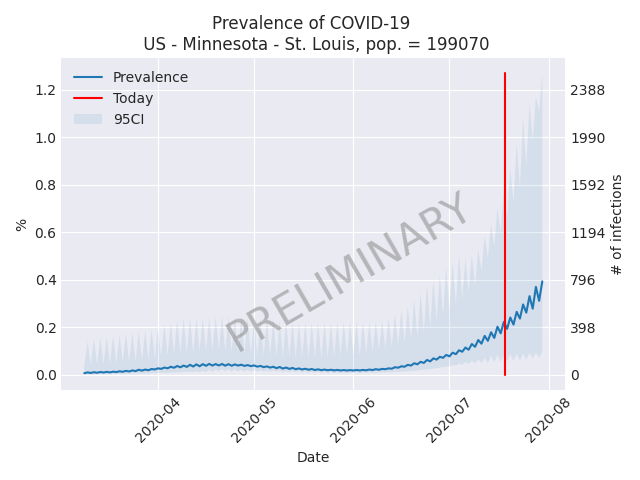 Prevalence of COVID-19
US - Minnesota - St. Louis, pop. = 199070
Prevalence
Today
95CI
PRELIMINARY
%
1.2
1.0
0.8
0.6
0.4
0.2
0.0
2388
1990
1592
1194
796
398
0
# of infections
2020-04
2020-05
2020-06
2020-07
2020-08
Date